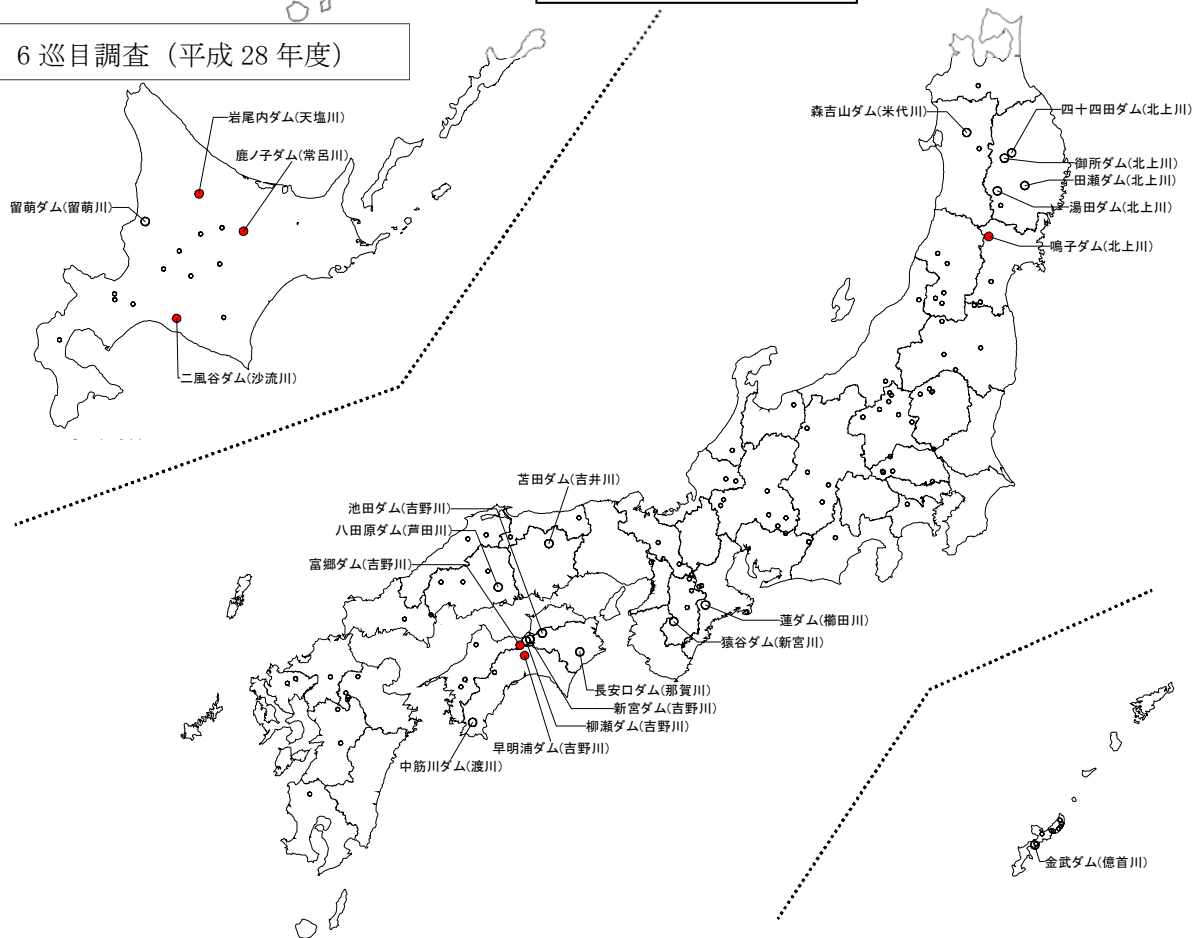 6 巡目調査（平成 28 年度）
岩尾内ダム(天塩川)
鹿ノ子ダム(常呂川)
留萌ダム(留萌川)
二風谷ダム(沙流川)
森吉山ダム(米代川)
四十四田ダム(北上川)
御所ダム(北上川)
田瀬ダム(北上川)
湯田ダム(北上川)
鳴子ダム(北上川)
苫田ダム(吉井川)
池田ダム(吉野川)
八田原ダム(芦田川)
富郷ダム(吉野川)
蓮ダム(櫛田川)
猿谷ダム(新宮川)
長安口ダム(那賀川)
新宮ダム(吉野川)
柳瀬ダム(吉野川)
早明浦ダム(吉野川)
中筋川ダム(渡川)
金武ダム(億首川)